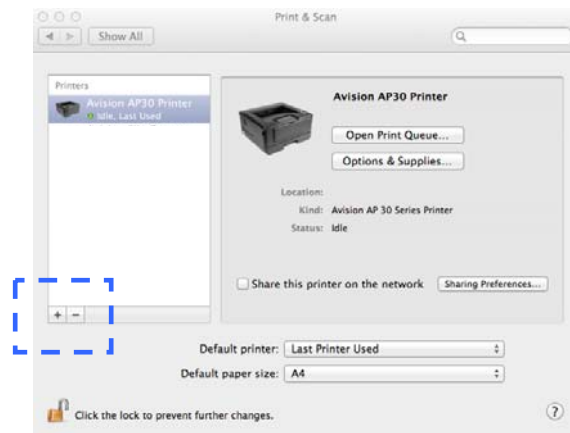 Print & Scan
Show All
Printers
Avision AP30 Printer
Idle, Last Used
Avision AP30 Printer
Open Print Queue...
Options & Supplies...
Location:
Kind: Avision AP 30 Series Printer
Status: Idle
Share this printer on the network Sharing Preferences...
+ −
Default printer: Last Printer Used
Default paper size: A4
Click the lock to prevent further changes.
?